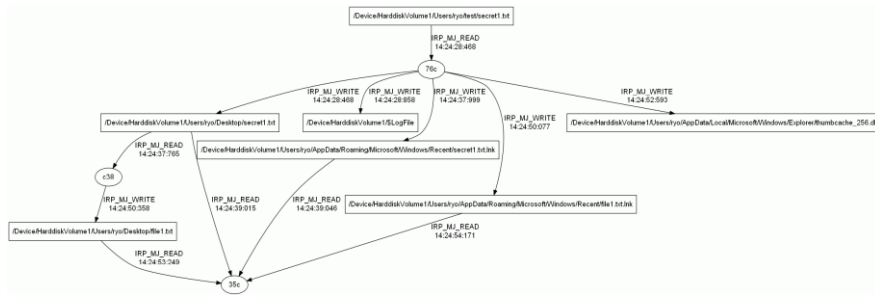 /Device/HarddiskVolume1/Users/ryo/test/secret1.txt
IRP_MJ_READ
14:24:28:468
76c
IRP_MJ_WRITE
14:24:28:468
IRP_MJ_WRITE
14:24:28:858
IRP_MJ_WRITE
14:24:37:999
IRP_MJ_WRITE
14:24:50:077
IRP_MJ_WRITE
14:24:52:593
/Device/HarddiskVolume1/Users/ryo/Desktop/secret1.txt
/Device/HarddiskVolume1/$LogFile
/Device/HarddiskVolume1/Users/ryo/AppData/Local/Microsoft/Windows/Explorer/thumbcache_256.d
IRP_MJ_READ
14:24:37:765
/Device/HarddiskVolume1/Users/ryo/AppData/Roaming/Microsoft/Windows/Recent/secret1.txt.lnk
c38
IRP_MJ_WRITE
14:24:50:358
IRP_MJ_READ
14:24:39:015
IRP_MJ_READ
14:24:39:046
/Device/HarddiskVolume1/Users/ryo/AppData/Roaming/Microsoft/Windows/Recent/file1.txt.lnk
/Device/HarddiskVolume1/Users/ryo/Desktop/file1.txt
IRP_MJ_READ
14:24:53:249
IRP_MJ_READ
14:24:54:171
35c